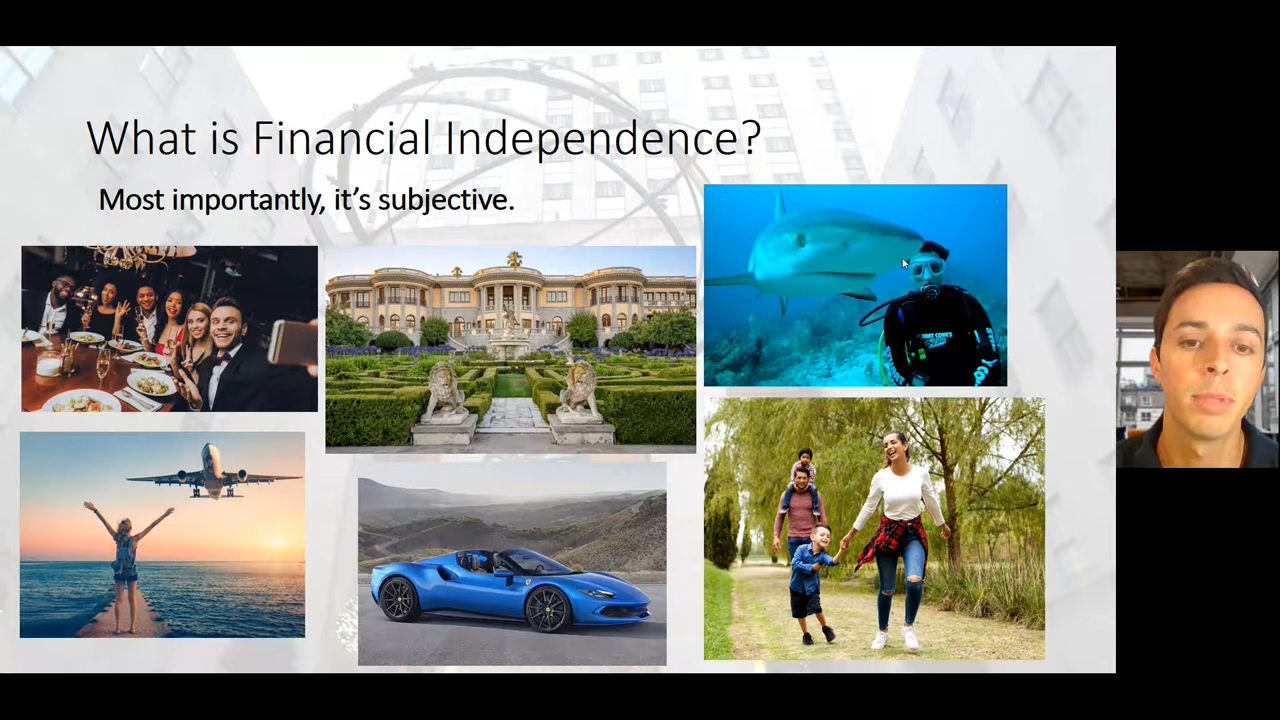 What is Financial Independence?
Most importantly, it's subjective.